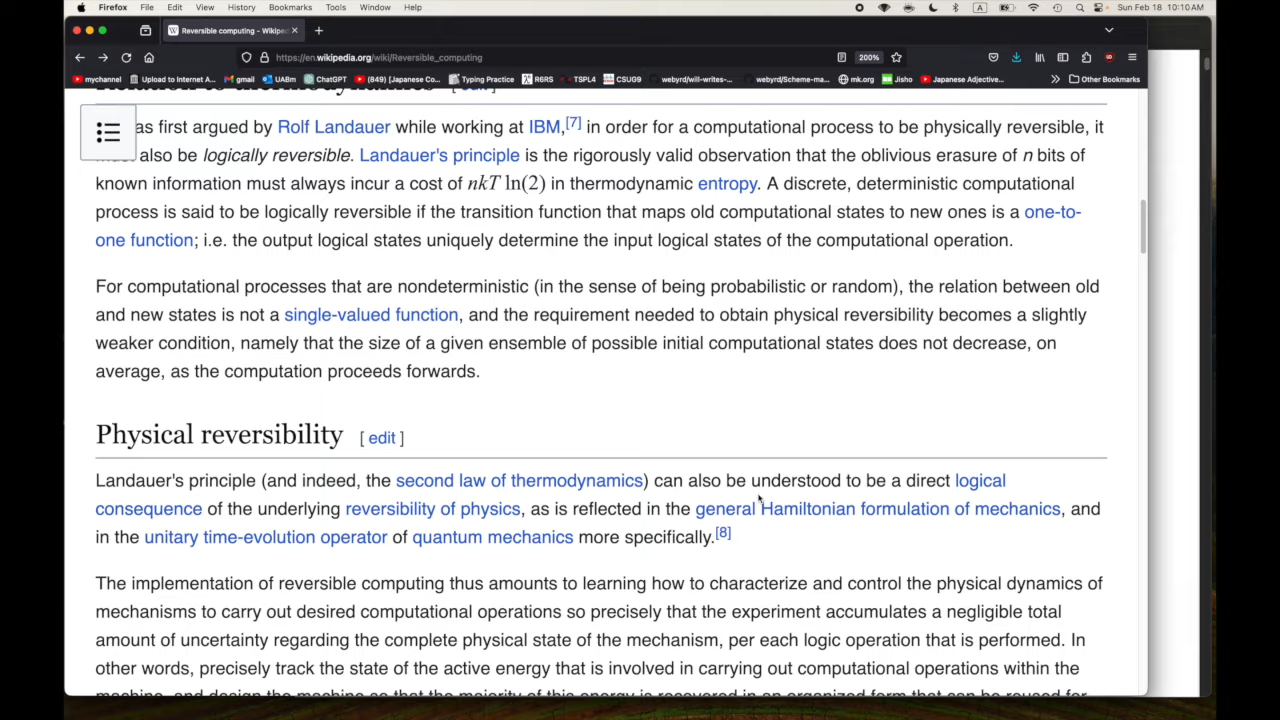 Firefox File Edit View History Bookmarks Tools Window Help A Sun Feb 18 10:10 AM
W Reversible computing - Wikipe
https://en.wikipedia.org/wiki/Reversible_computing 200%
mychannel Upload to Internet A... gmail UABm ChatGPT (849) [Japanese Co... Typing Practice R6RS TSPL4 CSUG9 webyrd/will-writes-... webyrd/Scheme-ma... mk.org Jisho Japanese Adjective... Other Bookmarks
Relation to thermodynamics [ edit ]
as first argued by Rolf Landauer while working at IBM,[7] in order for a computational process to be physically reversible, it
also be logically reversible. Landauer's principle is the rigorously valid observation that the oblivious erasure of n bits of
known information must always incur a cost of nkT ln(2) in thermodynamic entropy. A discrete, deterministic computational
process is said to be logically reversible if the transition function that maps old computational states to new ones is a one-to-
one function; i.e. the output logical states uniquely determine the input logical states of the computational operation.
For computational processes that are nondeterministic (in the sense of being probabilistic or random), the relation between old
and new states is not a single-valued function, and the requirement needed to obtain physical reversibility becomes a slightly
weaker condition, namely that the size of a given ensemble of possible initial computational states does not decrease, on
average, as the computation proceeds forwards.
Physical reversibility [ edit ]
Landauer's principle (and indeed, the second law of thermodynamics) can also be understood to be a direct logical
consequence of the underlying reversibility of physics, as is reflected in the general Hamiltonian formulation of mechanics, and
in the unitary time-evolution operator of quantum mechanics more specifically.[8]
The implementation of reversible computing thus amounts to learning how to characterize and control the physical dynamics of
mechanisms to carry out desired computational operations so precisely that the experiment accumulates a negligible total
amount of uncertainty regarding the complete physical state of the mechanism, per each logic operation that is performed. In
other words, precisely track the state of the active energy that is involved in carrying out computational operations within the
machine, and design the machine so that the majority of this energy is recovered in an organized form that can be reused for